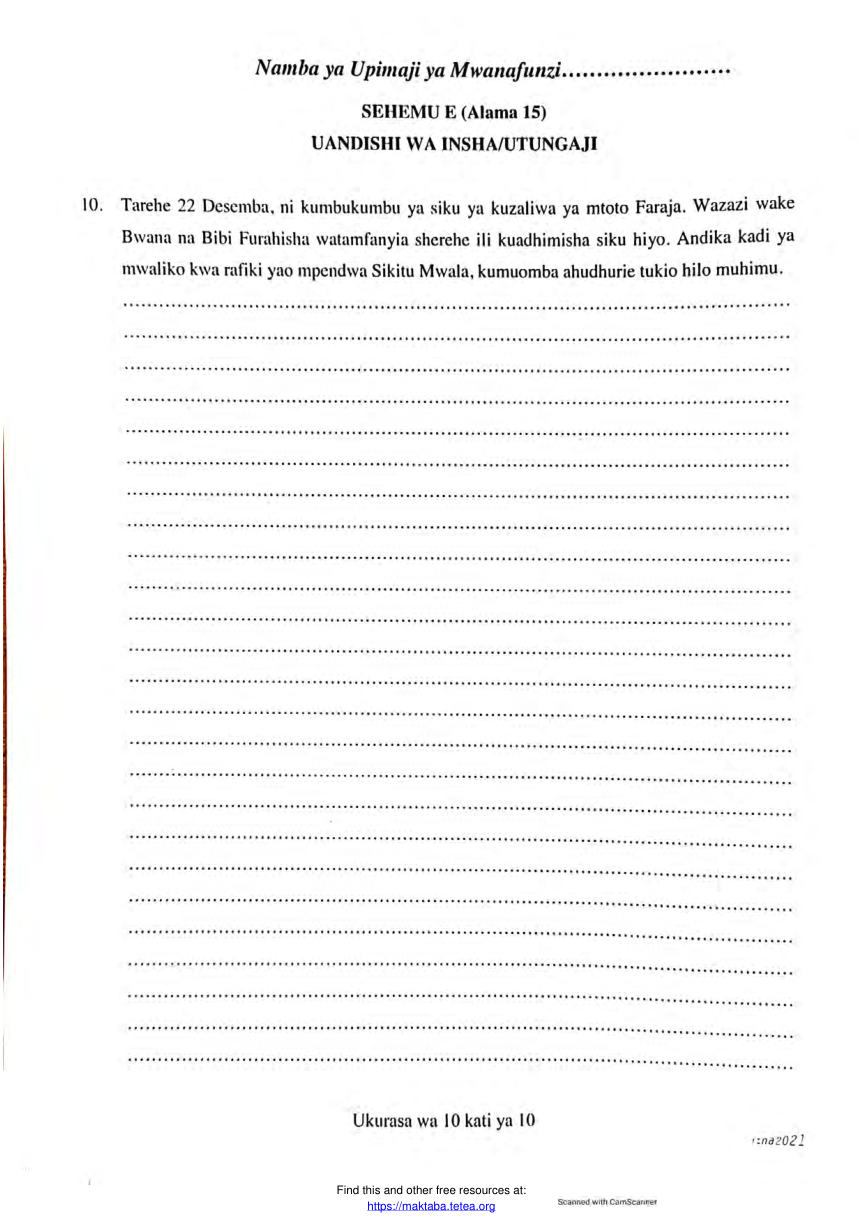 Namba ya Upimaji ya Mwanafunzi........................
SEHEMU E (Alama 15)
UANDISHI WA INSHA/UTUNGAJI
10. Tarehe 22 Desemba, ni kumbukumbu ya siku ya kuzaliwa ya mtoto Faraja. Wazazi wake
Bwana na Bibi Furahisha watamfanyia sherehe ili kuadhimisha siku hiyo. Andika kadi ya
mwaliko kwa rafiki yao mpendwa Sikitu Mwala, kumuomba ahudhurie tukio hilo muhimu.
Ukurasa wa 10 kati ya 10
Find this and other free resources at:
https://maktaba.tetea.org
Scanned with CamScanner